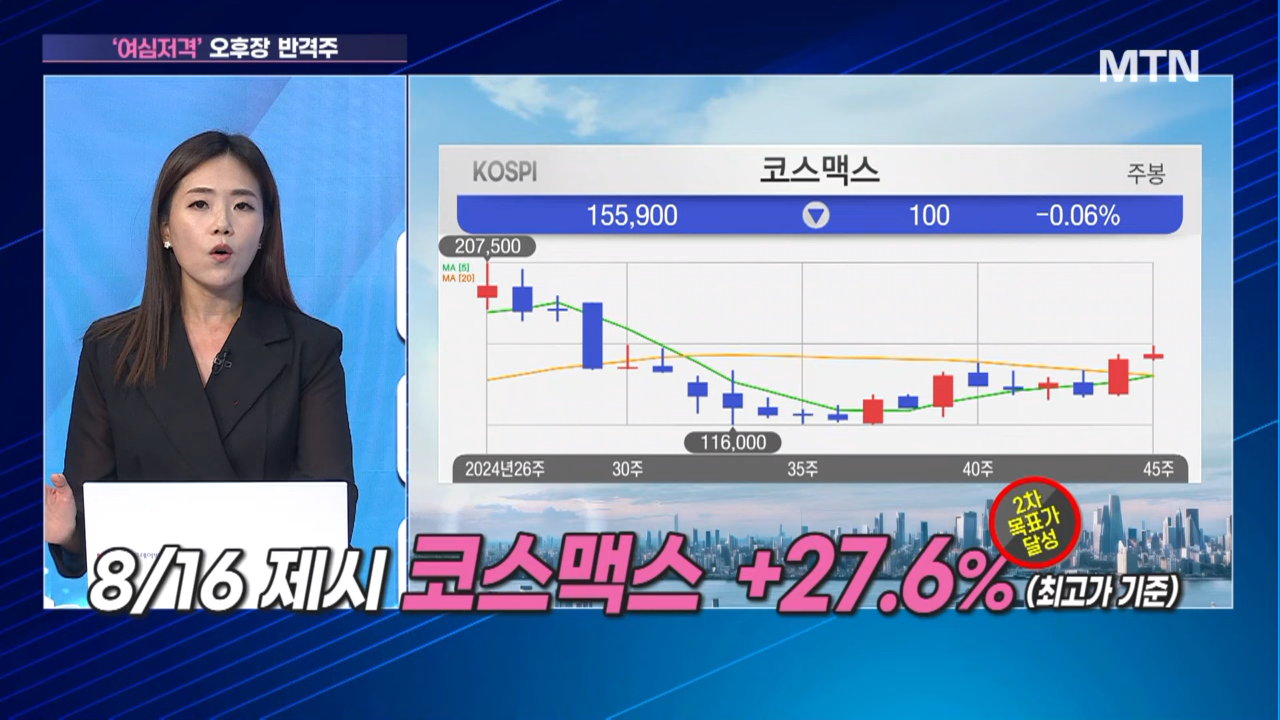 ‘여심저격’ 오후장 반격주
MTN
KOSPI
코스맥스
주봉
155,900 ▼ 100 -0.06%
207,500
MA [5]
MA [20]
116,000
2024년26주 30주 35주 40주 45주
2차
목표가
달성
8/16 제시 코스맥스 +27.6% (최고가 기준)